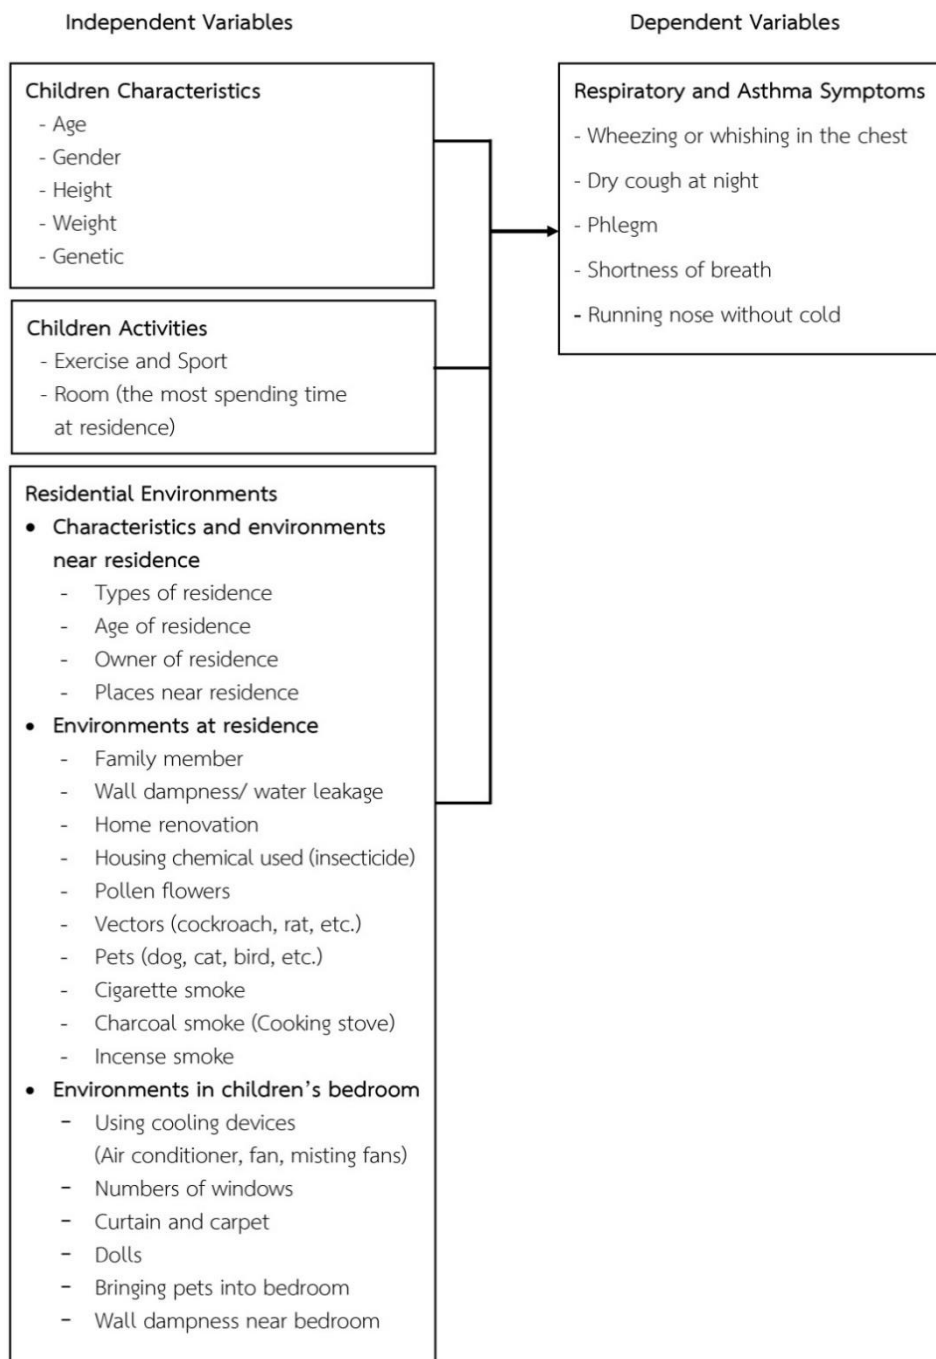 Independent Variables
Dependent Variables
Children Characteristics
- Age
- Gender
- Height
- Weight
- Genetic
Children Activities
- Exercise and Sport
- Room (the most spending time
at residence)
Residential Environments
• Characteristics and environments
near residence
- Types of residence
- Age of residence
- Owner of residence
- Places near residence
• Environments at residence
- Family member
- Wall dampness/ water leakage
- Home renovation
- Housing chemical used (insecticide)
- Pollen flowers
- Vectors (cockroach, rat, etc.)
- Pets (dog, cat, bird, etc.)
- Cigarette smoke
- Charcoal smoke (Cooking stove)
- Incense smoke
• Environments in children's bedroom
- Using cooling devices
(Air conditioner, fan, misting fans)
- Numbers of windows
- Curtain and carpet
- Dolls
- Bringing pets into bedroom
- Wall dampness near bedroom
Respiratory and Asthma Symptoms
- Wheezing or whishing in the chest
- Dry cough at night
- Phlegm
- Shortness of breath
- Running nose without cold